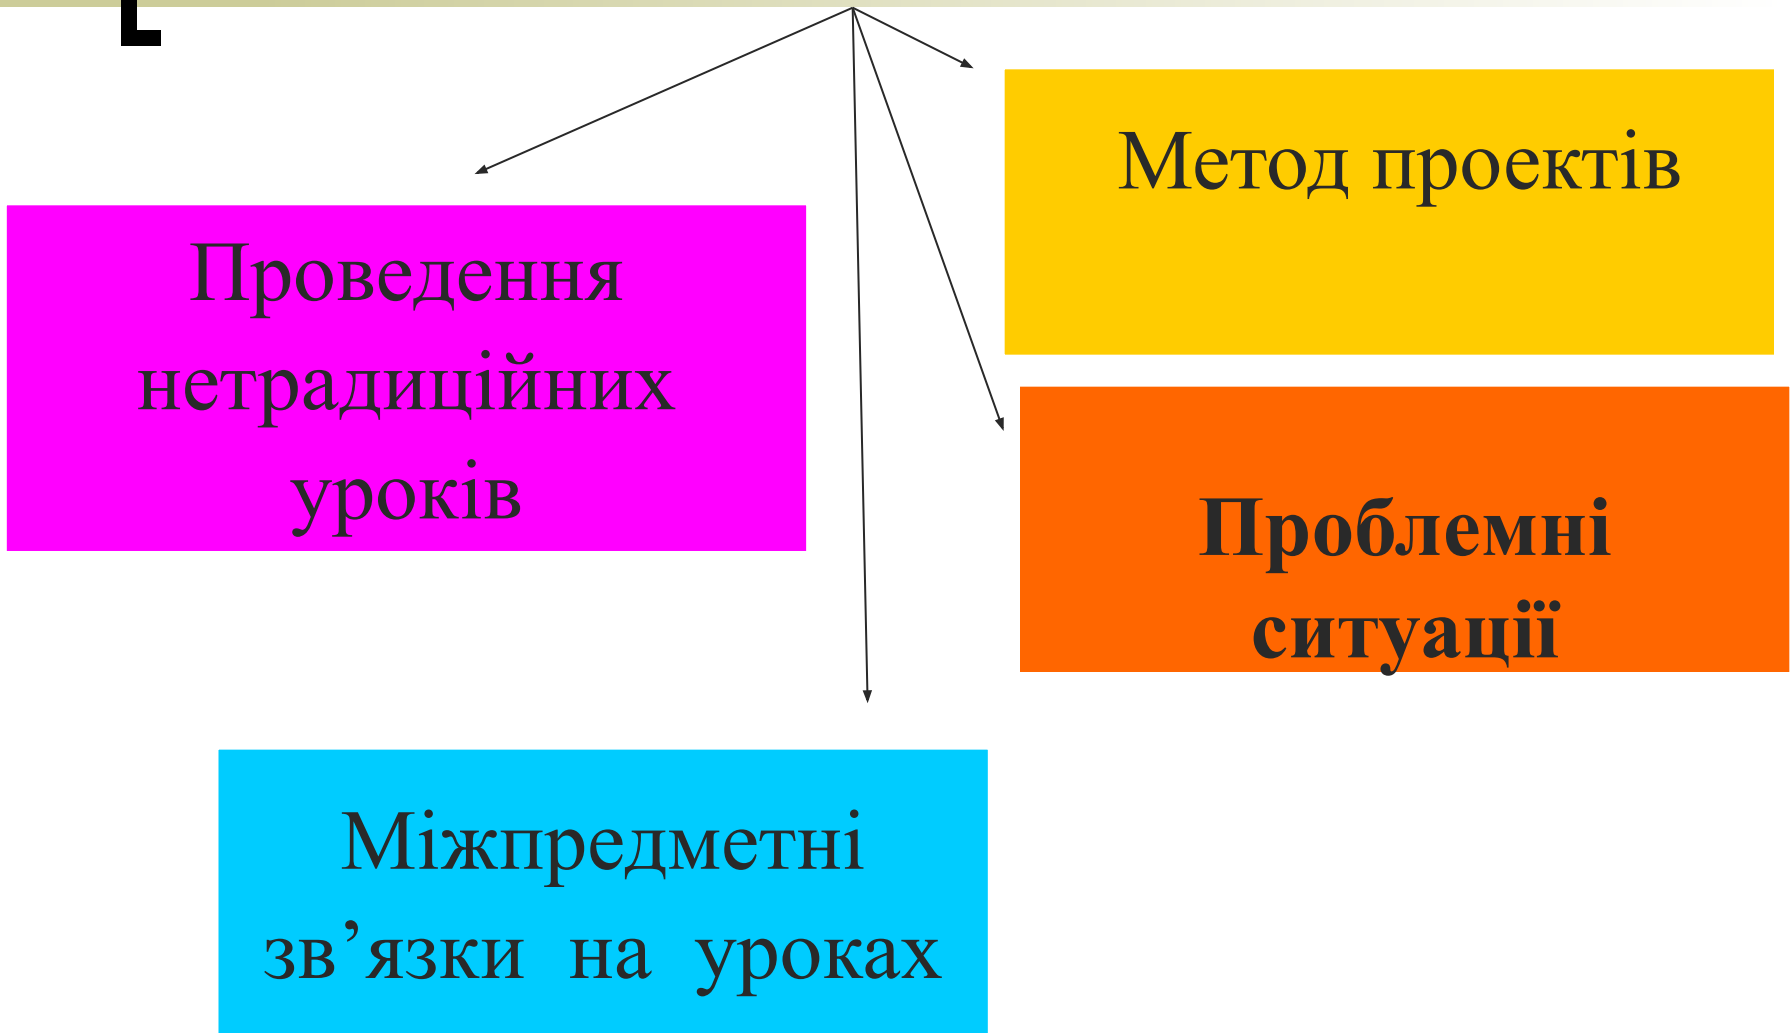 Метод проектів
Проведення
нетрадиційних
уроків
Проблемні
ситуації
Міжпредметні
зв’язки на уроках